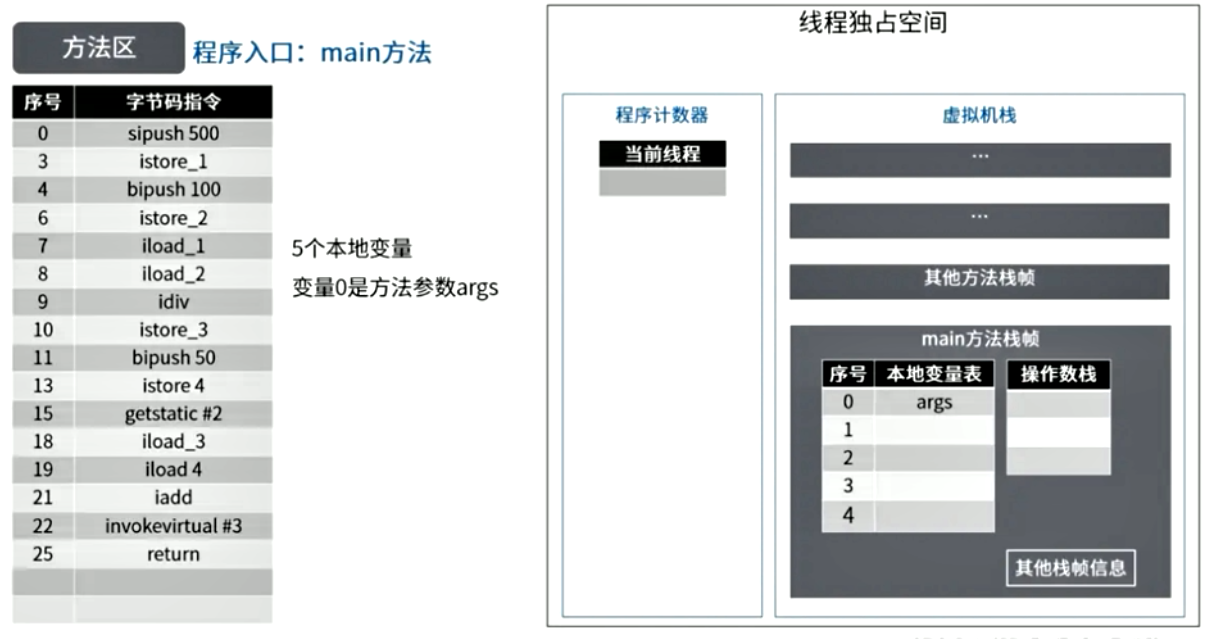 方法区 程序入口：main方法
序号 字节码指令
0 sipush 500
3 istore_1
4 bipush 100
6 istore_2
7 iload_1
8 iload_2
9 idiv
10 istore_3
11 bipush 50
13 istore 4
15 getstatic #2
18 iload_3
19 iload 4
21 iadd
22 invokevirtual #3
25 return
5个本地变量
变量0是方法参数args
线程独占空间
程序计数器
当前线程
虚拟机栈
...
...
其他方法栈帧
main方法栈帧
序号 本地变量表 操作数栈
0 args
1
2
3
4
其他栈帧信息